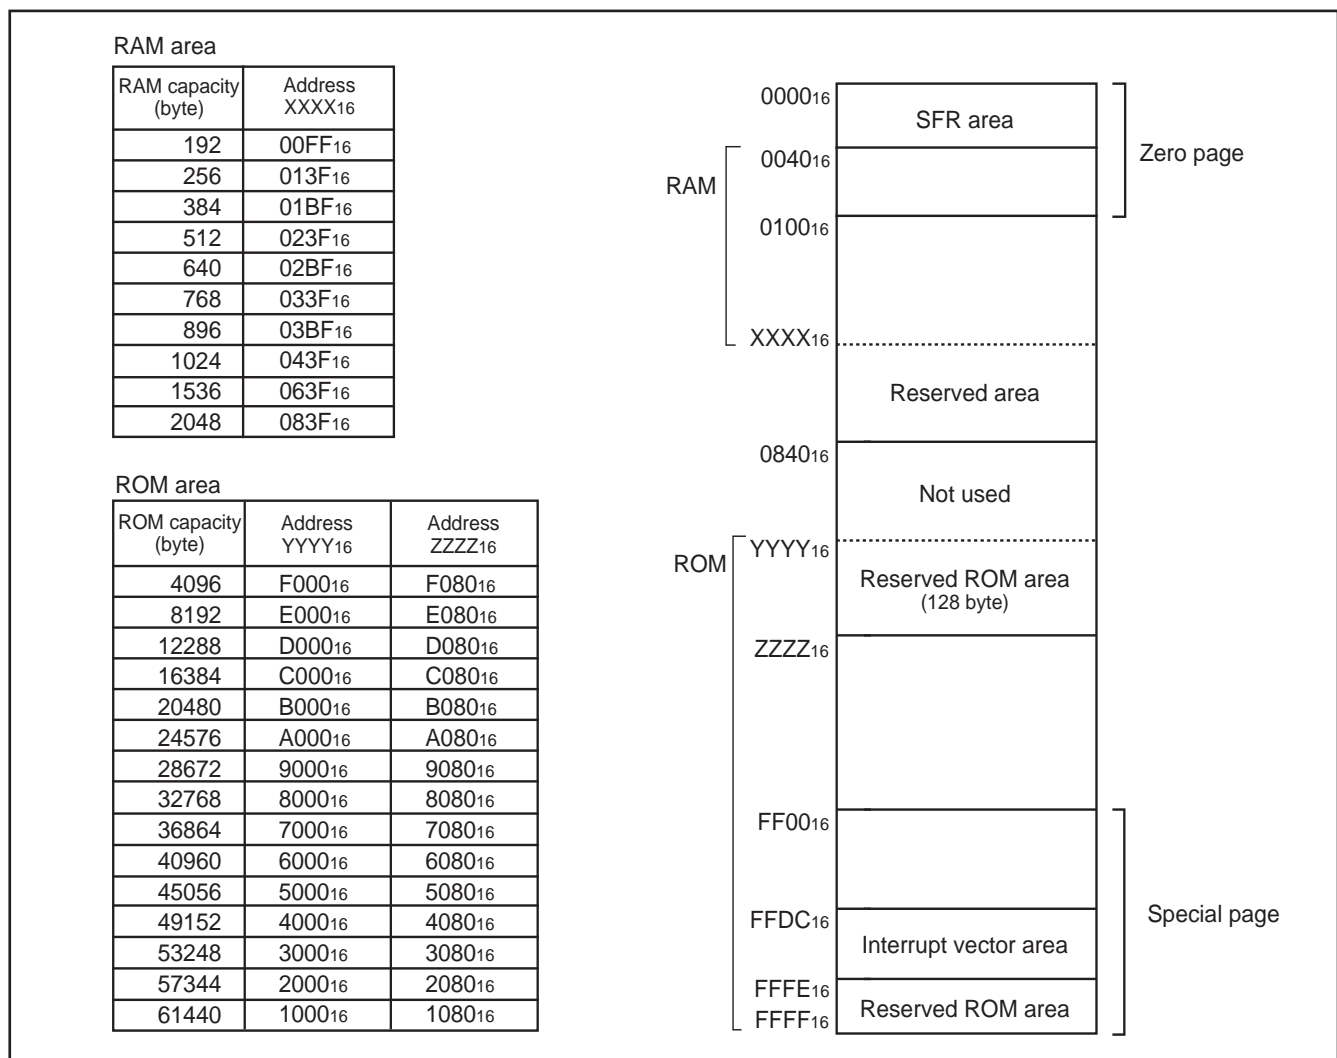 RAM area
RAM capacity (byte) Address XXXX16
192 00FF16
256 013F16
384 01BF16
512 023F16
640 02BF16
768 033F16
896 03BF16
1024 043F16
1536 063F16
2048 083F16
ROM area
ROM capacity (byte) Address YYYY16 Address ZZZZ16
4096 F00016 F08016
8192 E00016 E08016
12288 D00016 D08016
16384 C00016 C08016
20480 B00016 B08016
24576 A00016 A08016
28672 900016 908016
32768 800016 808016
36864 700016 708016
40960 600016 608016
45056 500016 508016
49152 400016 408016
53248 300016 308016
57344 200016 208016
61440 100016 108016
000016
SFR area
Zero page
004016
RAM
010016
XXXX16
Reserved area
084016
Not used
ROM
YYYY16
Reserved ROM area
(128 byte)
ZZZZ16
FF0016
Special page
FFDC16
Interrupt vector area
FFFE16
Reserved ROM area
FFFF16